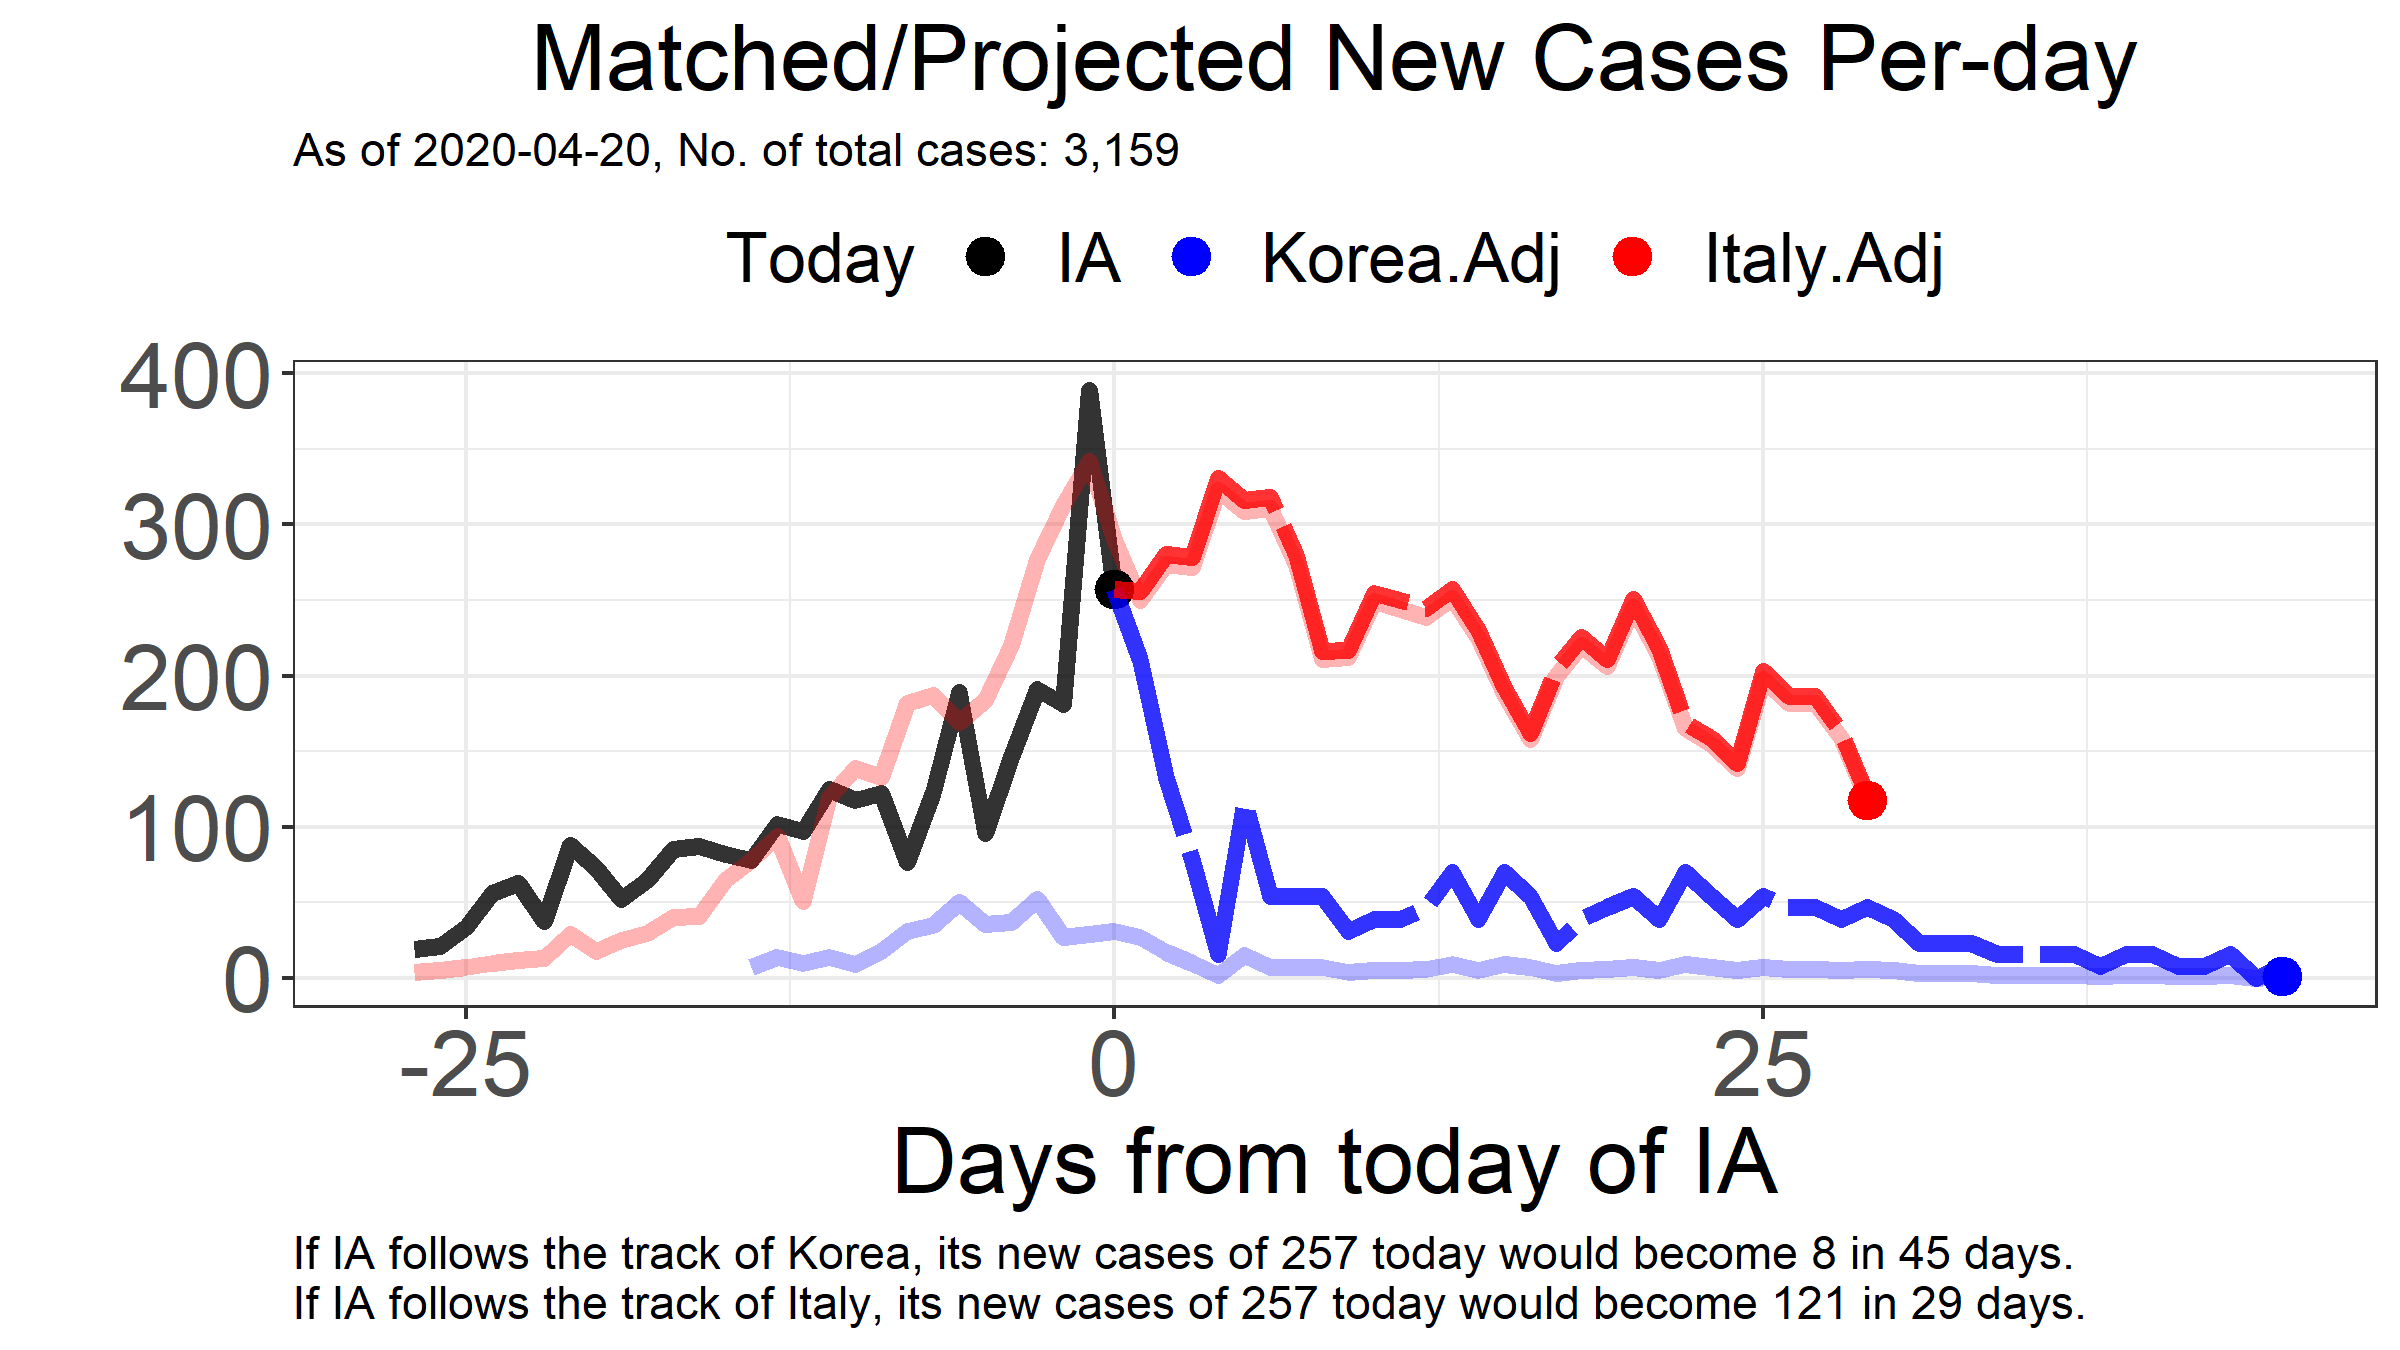 Matched/Projected New Cases Per-day
As of 2020-04-20, No. of total cases: 3,159
Today IA Korea.Adj Italy.Adj
400
300
200
100
0
-25 0 25
Days from today of IA
If IA follows the track of Korea, its new cases of 257 today would become 8 in 45 days.
If IA follows the track of Italy, its new cases of 257 today would become 121 in 29 days.